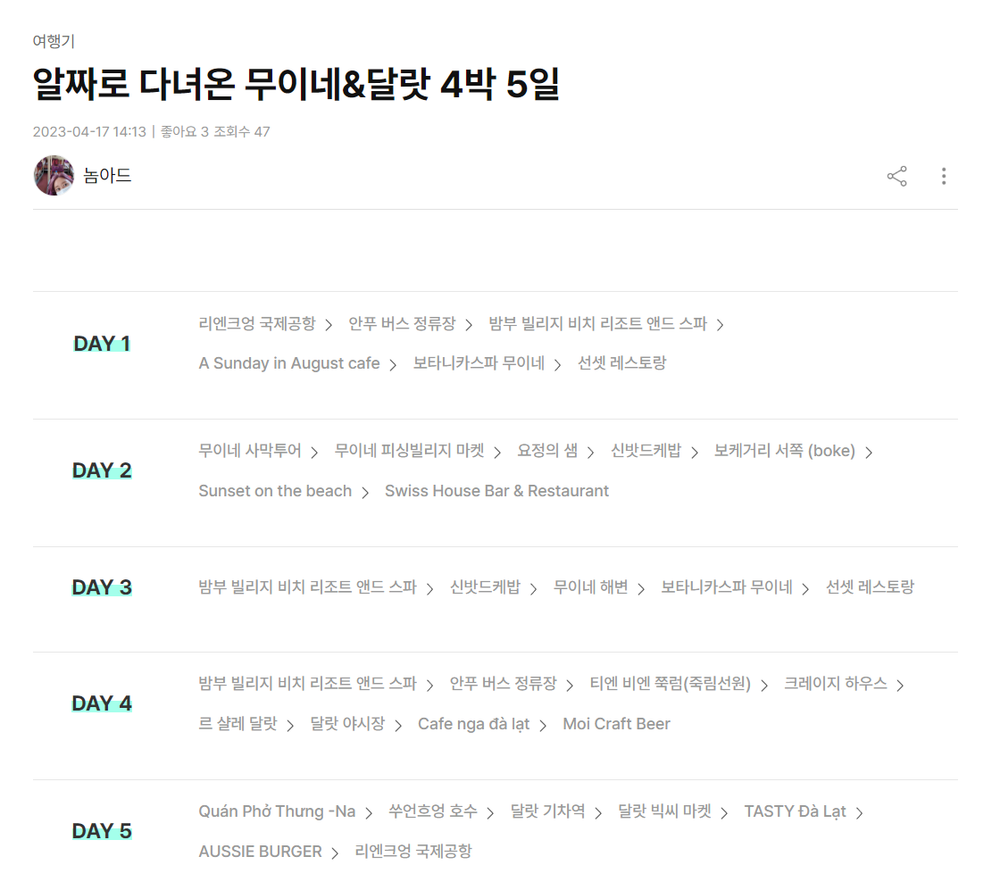 여행기
알짜로 다녀온 무이네&달랏 4박 5일
2023-04-17 14:13 | 좋아요 3 조회수 47
놈아드
DAY 1
리엔크엉 국제공항 > 안푸 버스 정류장 > 밤부 빌리지 비치 리조트 앤드 스파 >
A Sunday in August cafe > 보타니카스파 무이네 > 선셋 레스토랑
DAY 2
무이네 사막투어 > 무이네 피싱빌리지 마켓 > 요정의 샘 > 신밧드케밥 > 보케거리 서쪽 (boke) >
Sunset on the beach > Swiss House Bar & Restaurant
DAY 3
밤부 빌리지 비치 리조트 앤드 스파 > 신밧드케밥 > 무이네 해변 > 보타니카스파 무이네 > 선셋 레스토랑
DAY 4
밤부 빌리지 비치 리조트 앤드 스파 > 안푸 버스 정류장 > 티엔 비엔 쭉럼(죽림선원) > 크레이지 하우스 >
르 샬레 달랏 > 달랏 야시장 > Cafe nga đà lạt > Moi Craft Beer
DAY 5
Quán Phở Thưng -Na > 쑤언흐엉 호수 > 달랏 기차역 > 달랏 빅씨 마켓 > TASTY Đà Lạt >
AUSSIE BURGER > 리엔크엉 국제공항